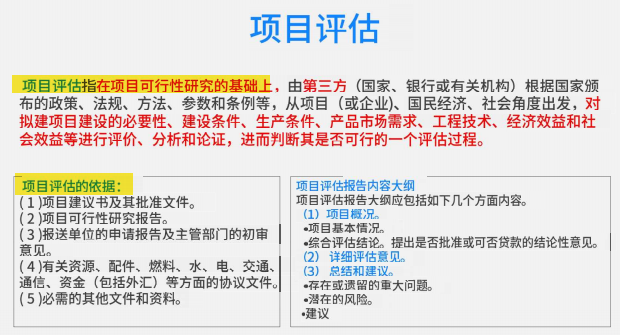 项目评估
项目评估指在项目可行性研究的基础上，由第三方（国家、银行或有关机构）根据国家颁
布的政策、法规、方法、参数和条例等，从项目（或企业)、国民经济、社会角度出发，对
拟建项目建设的必要性、建设条件、生产条件、产品市场需求、工程技术、经济效益和社
会效益等进行评价、分析和论证，进而判断其是否可行的一个评估过程。
项目评估的依据：
( 1 )项目建议书及其批准文件。
( 2 )项目可行性研究报告。
( 3 )报送单位的申请报告及主管部门的初审
意见。
( 4 )有关资源、配件、燃料、水、电、交通、
通信、资金（包括外汇）等方面的协议文件。
( 5 )必需的其他文件和资料。
项目评估报告内容大纲
项目评估报告大纲应包括如下几个方面内容。
（1）项目概况。
•项目基本情况。
•综合评估结论。提出是否批准或可否贷款的结论性意见。
（2） 详细评估意见。
（3） 总结和建议。
•存在或遗留的重大问题。
•潜在的风险。
•建议